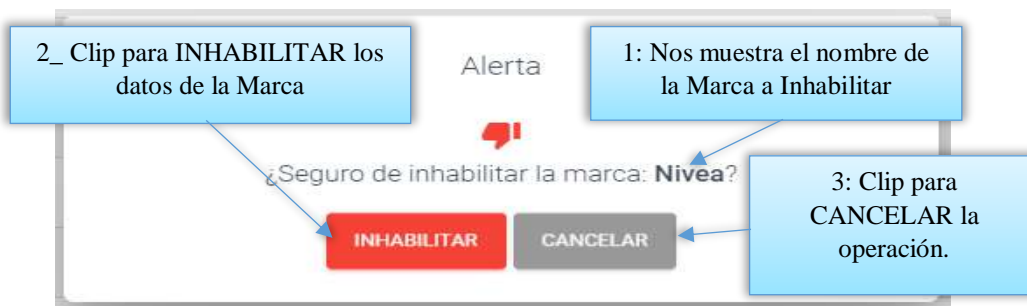 2_ Clip para INHABILITAR los
datos de la Marca
Alerta
1: Nos muestra el nombre de
la Marca a Inhabilitar
¿Seguro de inhabilitar la marca: Nivea?
3: Clip para
CANCELAR la
operación.
INHABILITAR
CANCELAR